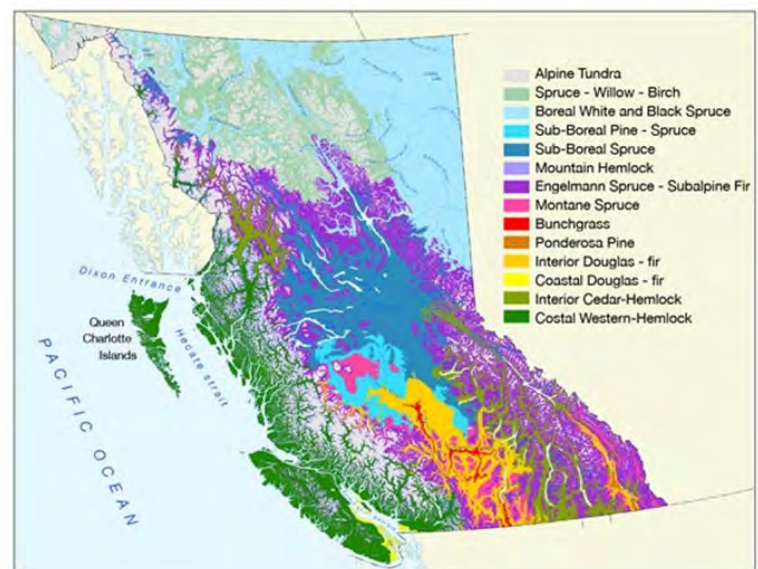 Alpine Tundra
Spruce - Willow - Birch
Boreal White and Black Spruce
Sub-Boreal Pine - Spruce
Sub-Boreal Spruce
Mountain Hemlock
Engelmann Spruce - Subalpine Fir
Montane Spruce
Bunchgrass
Ponderosa Pine
Interior Douglas - fir
Coastal Douglas - fir
Interior Cedar-Hemlock
Costal Western-Hemlock
Dixon Entrance
Queen
Charlotte
Islands
Hecate strait
PACIFIC OCEAN